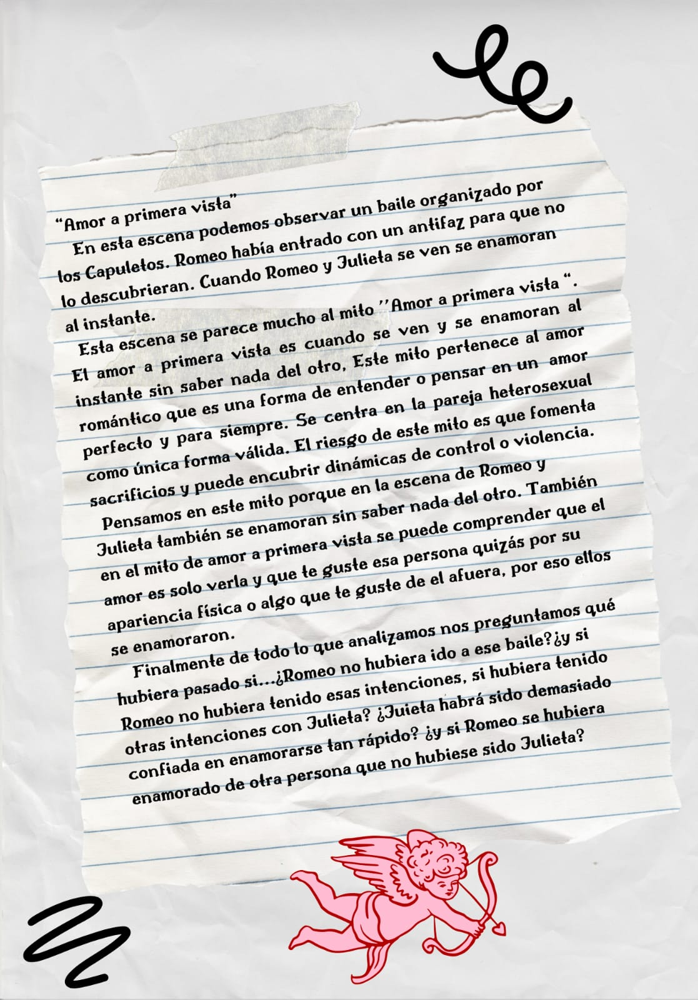 “Amor a primera vista”
En esta escena podemos observar un baile organizado por
los Capuletos. Romeo había entrado con un antifaz para que no
lo descubrieran. Cuando Romeo y Julieta se ven se enamoran
al instante.
Esta escena se parece mucho al mito ’’Amor a primera vista “.
El amor a primera vista es cuando se ven y se enamoran al
instante sin saber nada del otro, Este mito pertenece al amor
romántico que es una forma de entender o pensar en un amor
perfecto y para siempre. Se centra en la pareja heterosexual
como única forma válida. El riesgo de este mito es que fomenta
sacrificios y puede encubrir dinámicas de control o violencia.
Pensamos en este mito porque en la escena de Romeo y
Julieta también se enamoran sin saber nada del otro. También
en el mito de amor a primera vista se puede comprender que el
amor es solo verla y que te guste esa persona quizás por su
apariencia física o algo que te guste de el afuera, por eso ellos
se enamoraron.
Finalmente de todo lo que analizamos nos preguntamos qué
hubiera pasado si...¿Romeo no hubiera ido a ese baile?¿y si
Romeo no hubiera tenido esas intenciones, si hubiera tenido
otras intenciones con Julieta? ¿Juieta habrá sido demasiado
confiada en enamorarse tan rápido? ¿y si Romeo se hubiera
enamorado de otra persona que no hubiese sido Julieta?